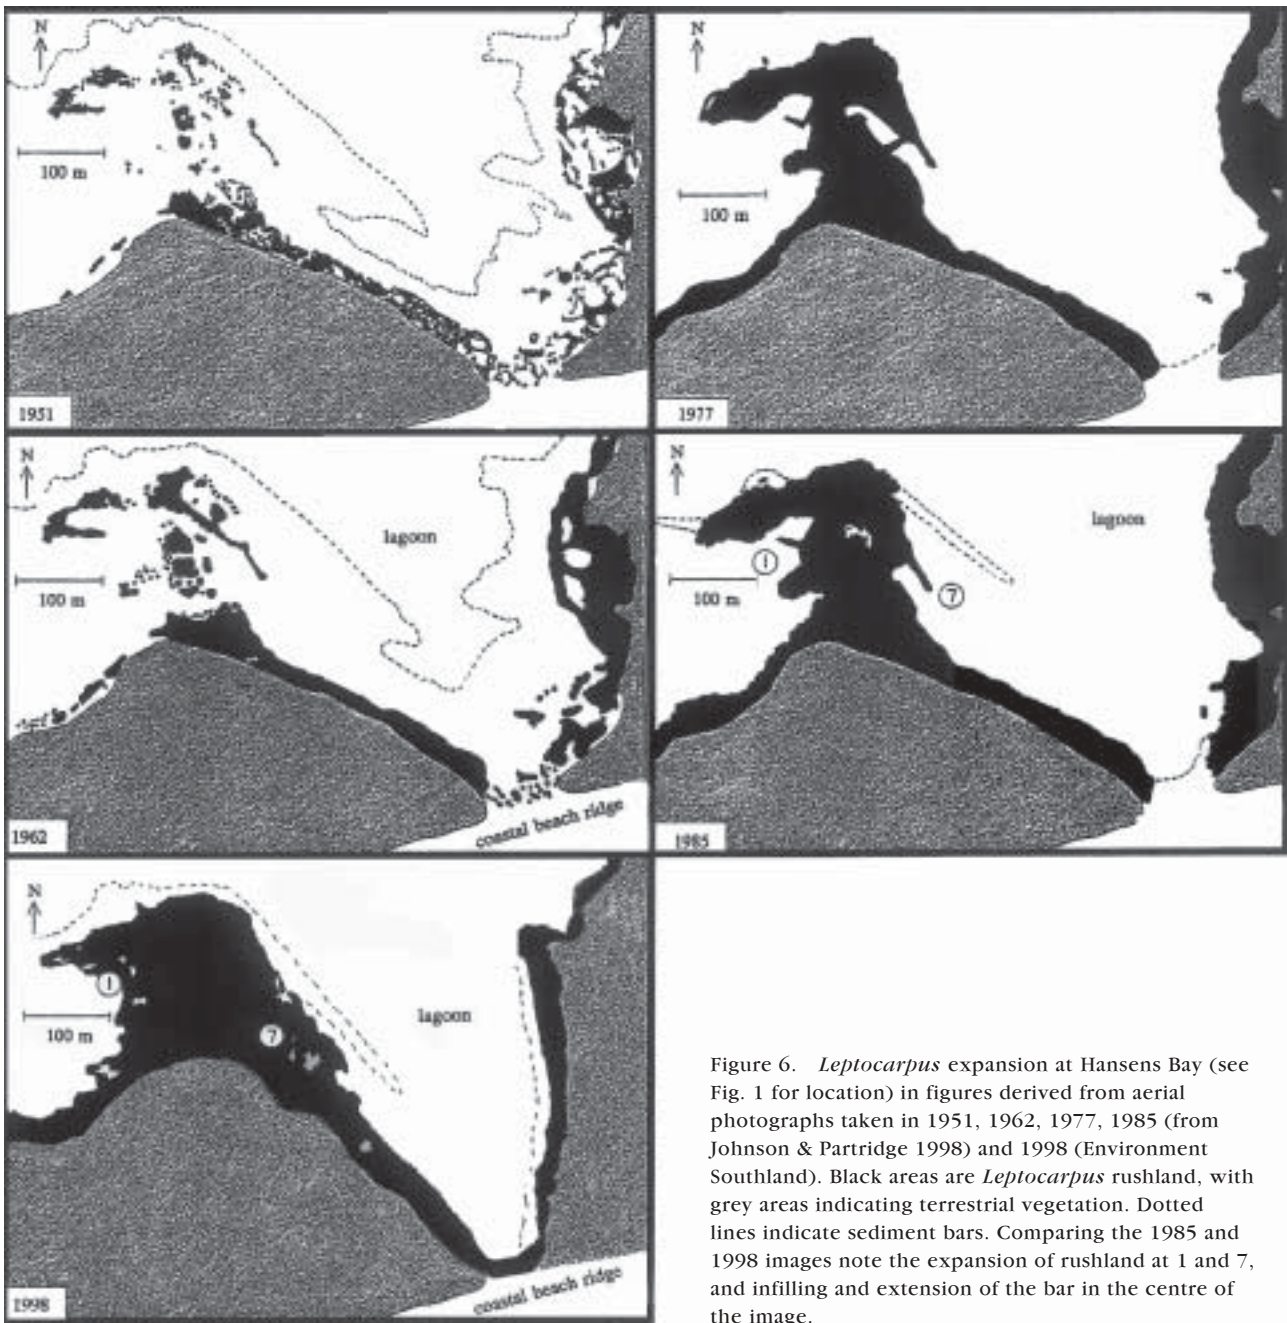 N
100 m
1951
N
100 m
1977
N
lagoon
100 m
coastal beach ridge
1962
N
lagoon
1
100 m
7
1985
N
1
lagoon
7
100 m
coastal beach ridge
1998
Figure 6. Leptocarpus expansion at Hansens Bay (see
Fig. 1 for location) in figures derived from aerial
photographs taken in 1951, 1962, 1977, 1985 (from
Johnson & Partridge 1998) and 1998 (Environment
Southland). Black areas are Leptocarpus rushland, with
grey areas indicating terrestrial vegetation. Dotted
lines indicate sediment bars. Comparing the 1985 and
1998 images note the expansion of rushland at 1 and 7,
and infilling and extension of the bar in the centre of
the image.